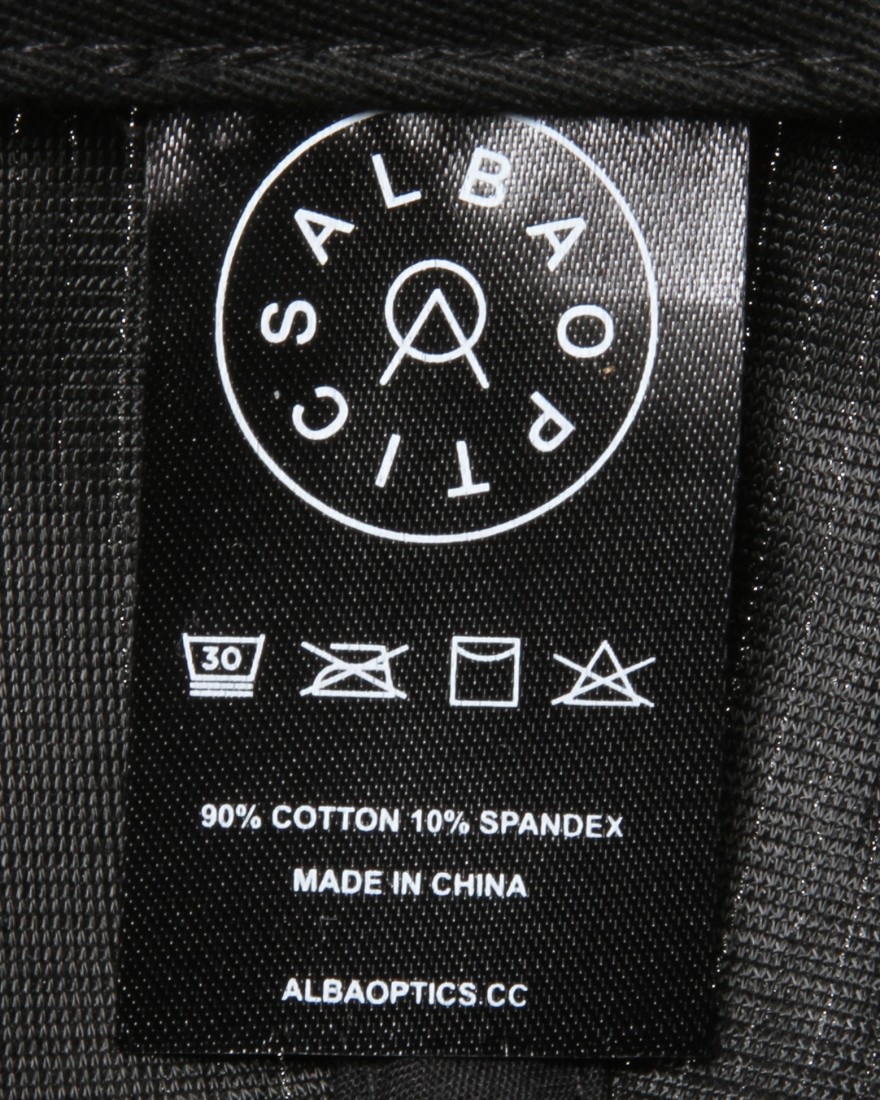 ALBA OPTICS
30
90% COTTON 10% SPANDEX
MADE IN CHINA
ALBAOPTICS.CC